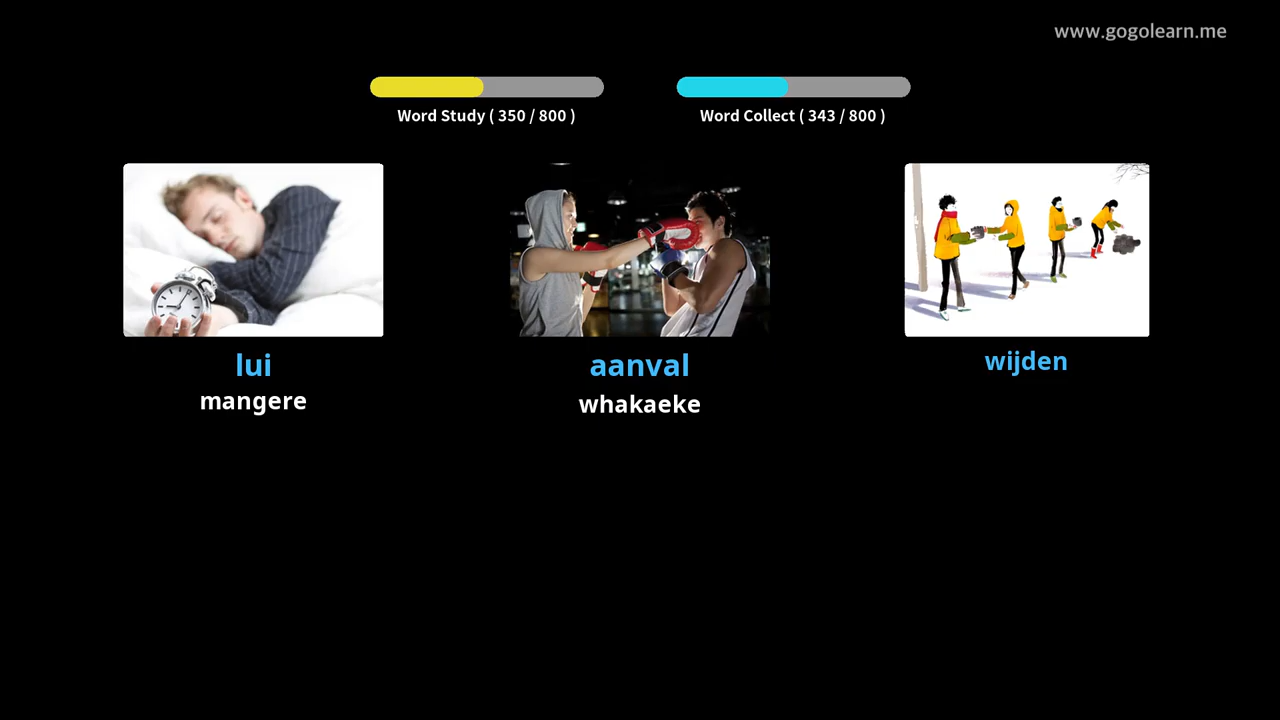 www.gogolearn.me
Word Study ( 350 / 800 )
Word Collect ( 343 / 800 )
lui
mangere
aanval
whakaeke
wijden